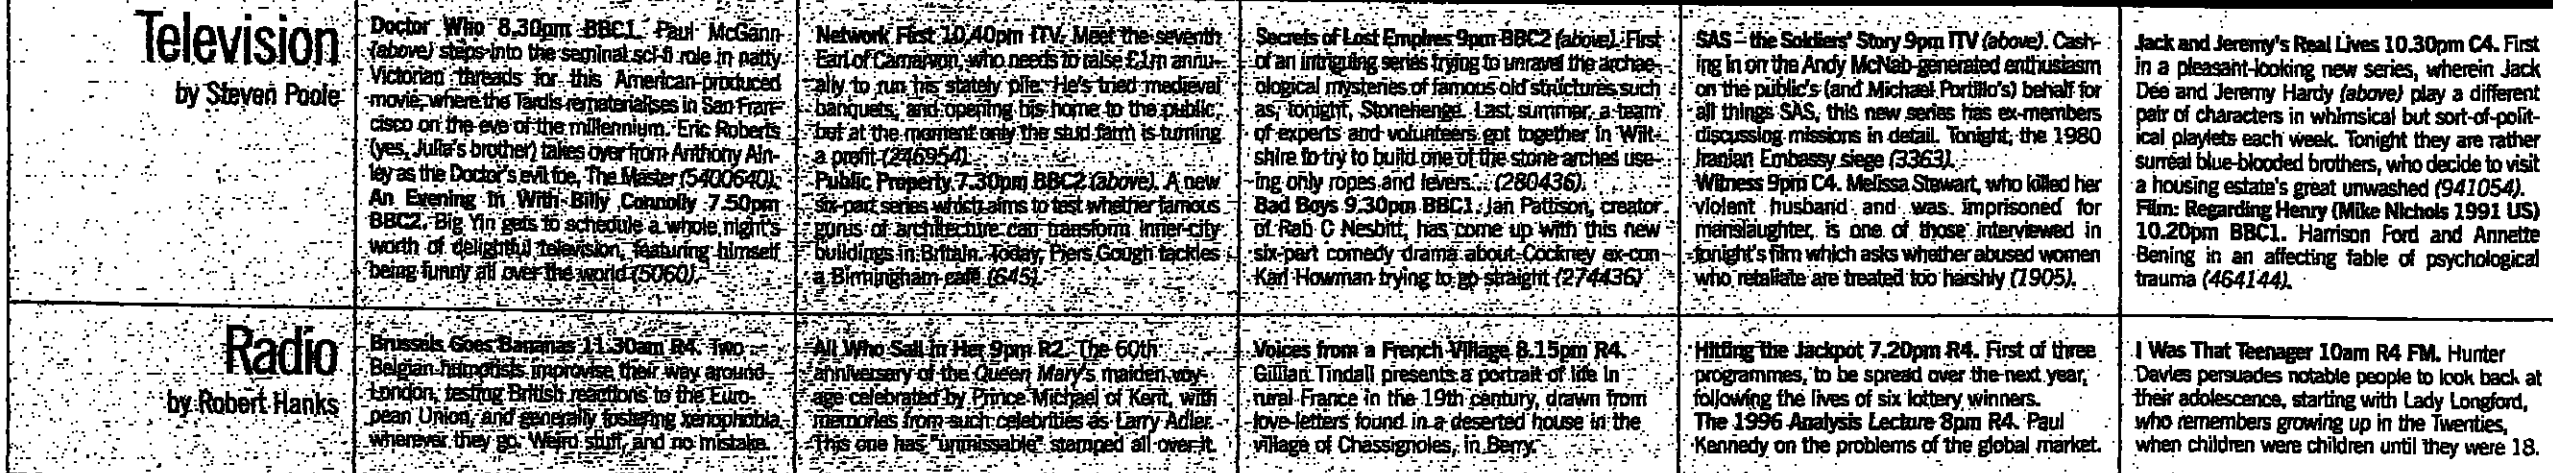 Television
by Steven Poole
Doctor Who 8.30pm BBC1. Paul McGann
(above) steps into the seminal sci-fi role in natty
Victorian threads for this American-produced
movie, where the Tardis rematerialises in San Fran-
cisco on the eve of the millennium. Eric Roberts
(yes, Julia's brother) takes over from Anthony Ain-
ley as the Doctor's evil foe, The Master (5400640).
An Evening In With Billy Connolly 7.50pm
BBC2. Big Yin gets to schedule a whole night's
worth of delightful television, featuring himself
being funny all over the world (5060).
Network First 10.40pm ITV. Meet the seventh
Earl of Carnarvon, who needs to raise £1m annu-
ally to run his stately pile. He's tried medieval
banquets, and opening his home to the public,
but at the moment only the stud farm is turning
a profit (246954).
Public Property 7.30pm BBC2 (above). A new
six-part series which aims to test whether famous
gurus of architecture can transform inner-city
buildings in Britain. Today, Piers Gough tackles
a Birmingham café (645).
Secrets of Lost Empires 9pm BBC2 (above). First
of an intriguing series trying to unravel the archae-
ological mysteries of famous old structures such
as, tonight, Stonehenge. Last summer, a team
of experts and volunteers got together in Wilt-
shire to try to build one of the stone arches use-
ing only ropes and levers... (280436).
Bad Boys 9.30pm BBC1. Jan Pattison, creator
of Rab C Nesbitt, has come up with this new
six-part comedy drama about Cockney ex-con
Karl Howman trying to go straight (274436)
SAS – the Soldiers' Story 9pm ITV (above). Cash-
ing in on the Andy McNab-generated enthusiasm
on the public's (and Michael Portillo's) behalf for
all things SAS, this new series has ex-members
discussing missions in detail. Tonight, the 1980
Iranian Embassy siege (3363).
Witness 9pm C4. Melissa Stewart, who killed her
violent husband and was imprisoned for
manslaughter, is one of those interviewed in
tonight's film which asks whether abused women
who retaliate are treated too harshly (1905).
Jack and Jeremy's Real Lives 10.30pm C4. First
in a pleasant-looking new series, wherein Jack
Dee and Jeremy Hardy (above) play a different
pair of characters in whimsical but sort-of-polit-
ical playlets each week. Tonight they are rather
surreal blue-blooded brothers, who decide to visit
a housing estate's great unwashed (941054).
Film: Regarding Henry (Mike Nichols 1991 US)
10.20pm BBC1. Harrison Ford and Annette
Bening in an affecting fable of psychological
trauma (464144).
Radio
by Robert Hanks
Brussels Goes Bananas 11.30am R4. Two
Belgian humorists improvise their way around
London, testing British reactions to the Euro-
pean Union, and generally fostering xenophobia
wherever they go. Weird stuff, and no mistake.
All Who Sail in Her 9pm R2. The 60th
anniversary of the Queen Mary's maiden voy-
age celebrated by Prince Michael of Kent, with
memories from such celebrities as Larry Adler.
This one has "unmissable" stamped all over it.
Voices from a French Village 8.15pm R4.
Gillian Tindall presents a portrait of life in
rural France in the 19th century, drawn from
love-letters found in a deserted house in the
village of Chassignoles, in Berry.
Hitting the Jackpot 7.20pm R4. First of three
programmes, to be spread over the next year,
following the lives of six lottery winners.
The 1996 Analysis Lecture 8pm R4. Paul
Kennedy on the problems of the global market.
I Was That Teenager 10am R4 FM. Hunter
Davies persuades notable people to look back at
their adolescence, starting with Lady Longford,
who remembers growing up in the Twenties,
when children were children until they were 18.